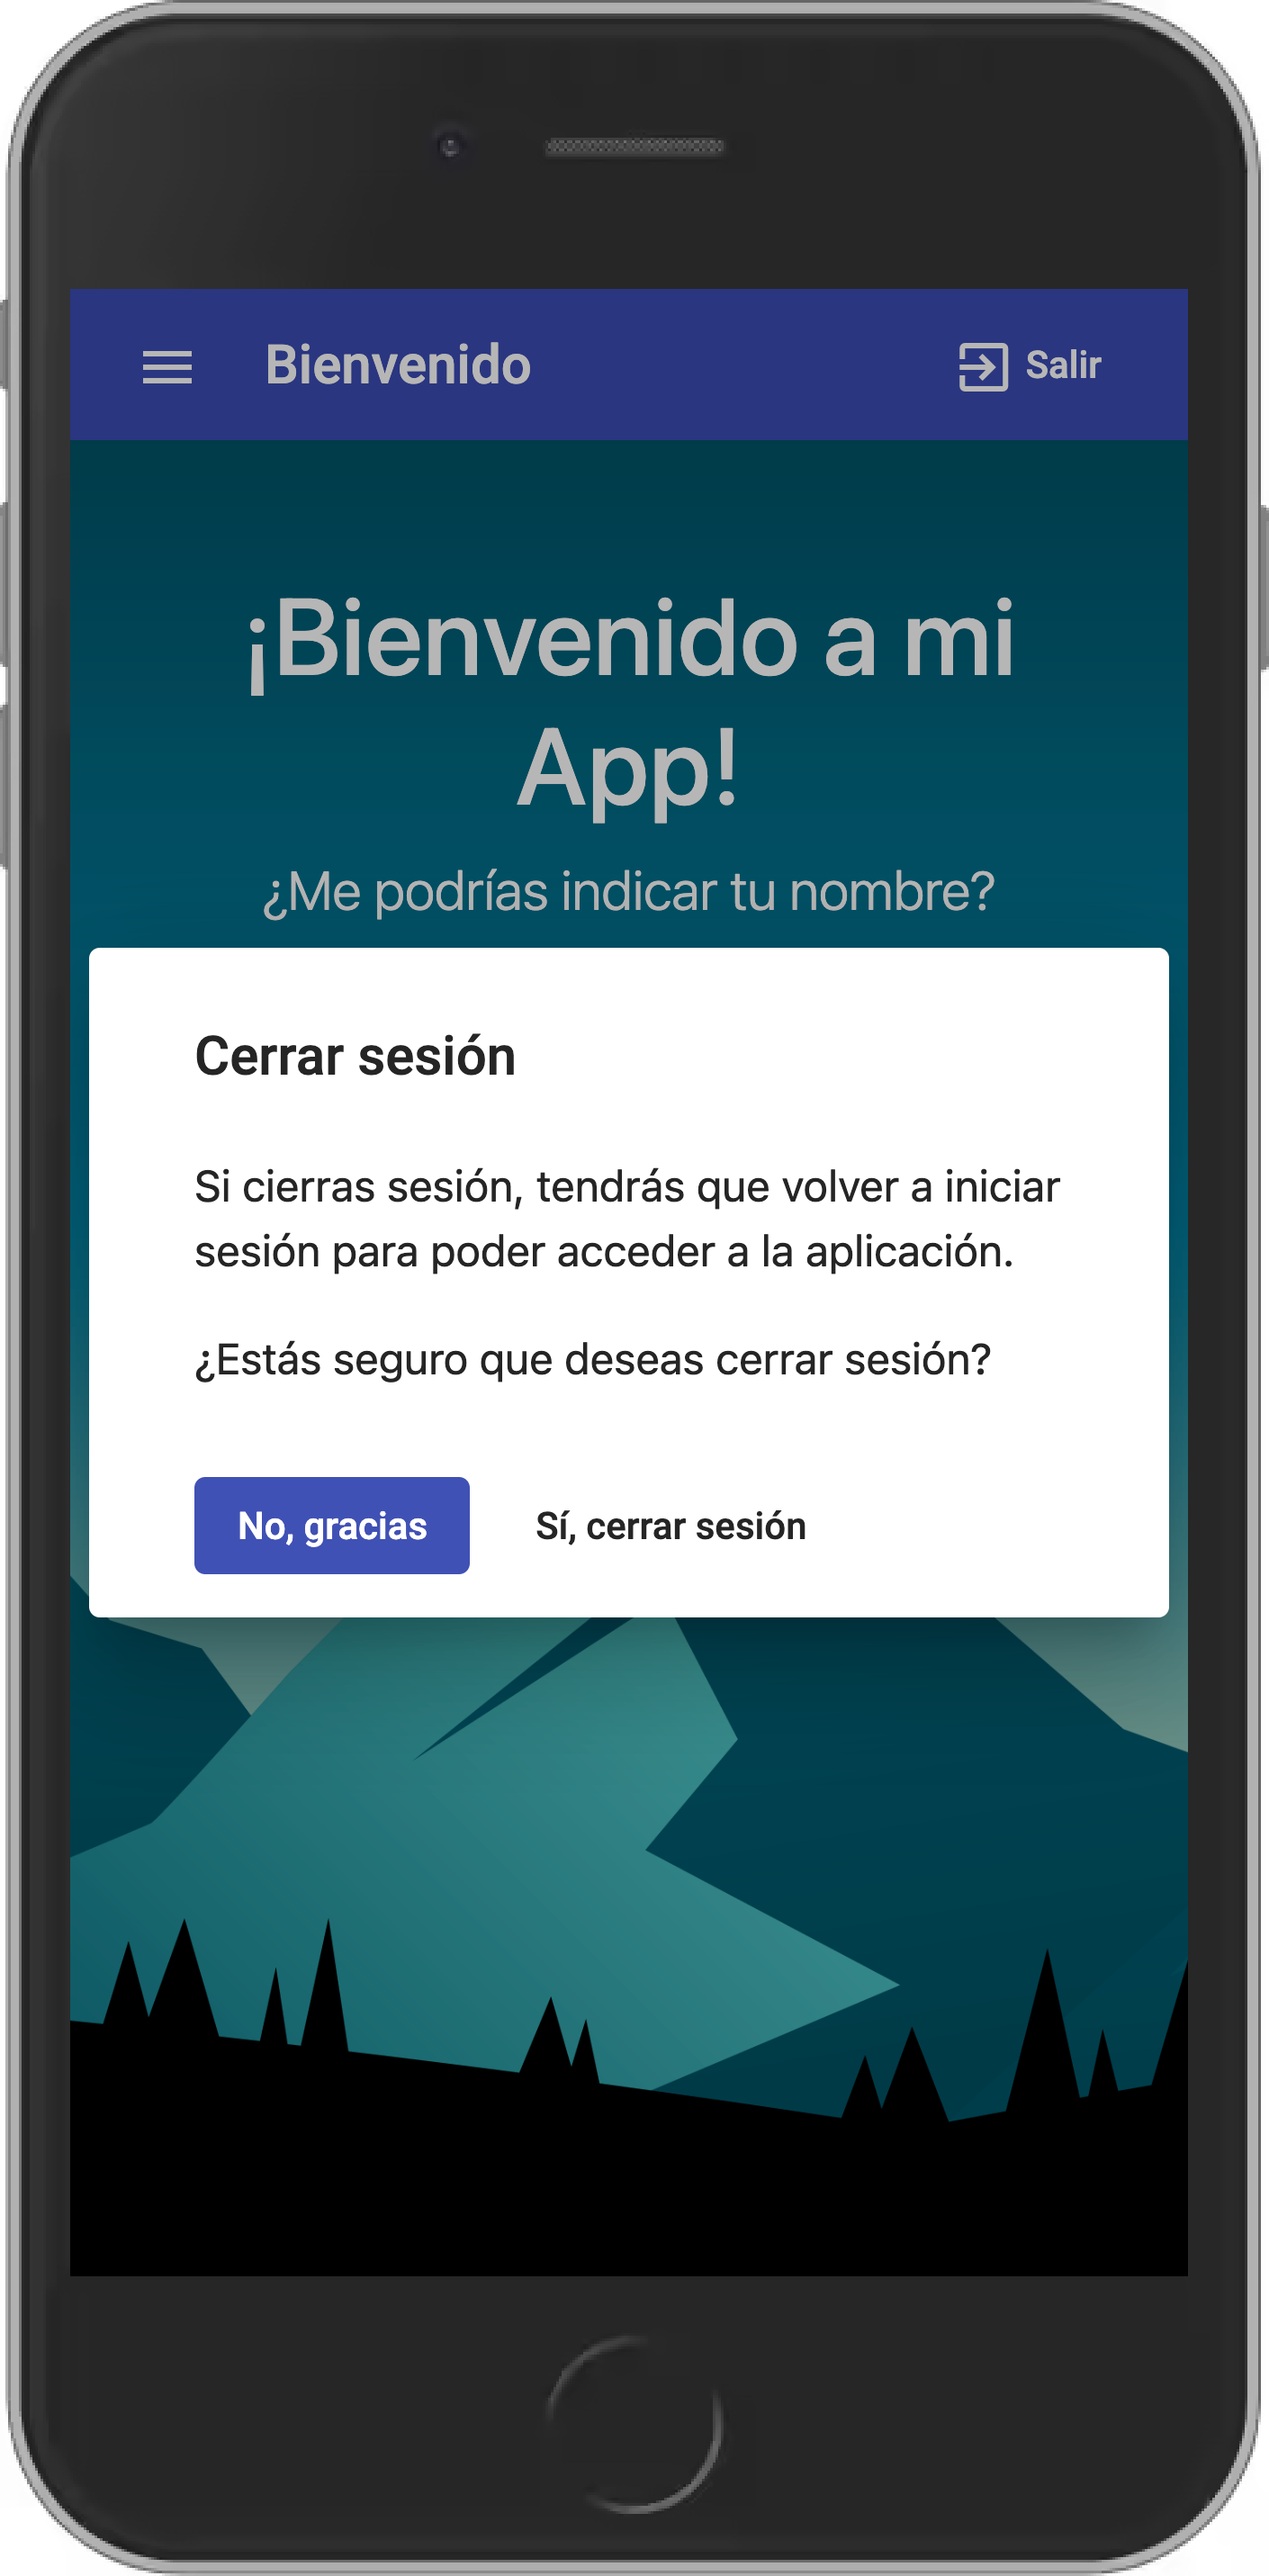 Bienvenido
Salir
¡Bienvenido a mi
App!
¿Me podrías indicar tu nombre?
Cerrar sesión
Si cierras sesión, tendrás que volver a iniciar
sesión para poder acceder a la aplicación.
¿Estás seguro que deseas cerrar sesión?
No, gracias
Sí, cerrar sesión